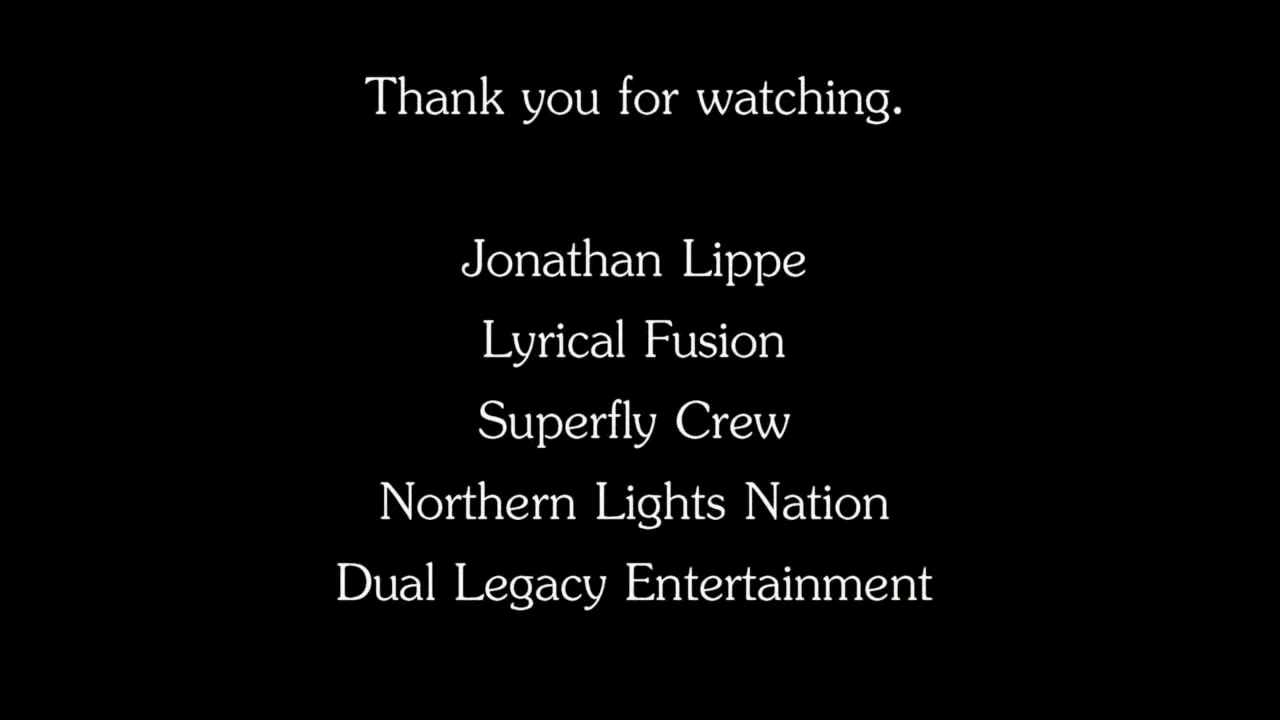 Thank you for watching.
Jonathan Lippe
Lyrical Fusion
Superfly Crew
Northern Lights Nation
Dual Legacy Entertainment